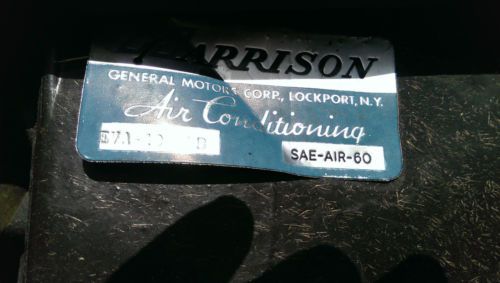 HARRISON
GENERAL MOTORS CORP., LOCKPORT, N.Y.
Air Conditioning
SAE-AIR-60